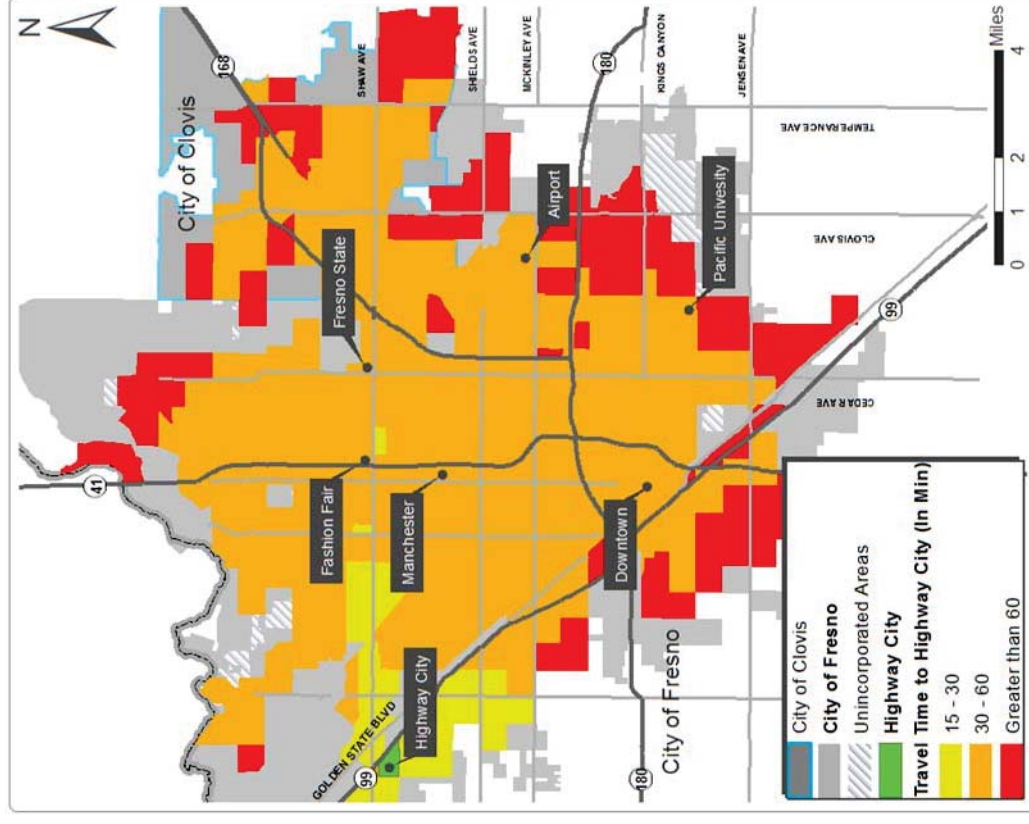 N
City of Clovis
168
41
SHAW AVE
SHIELDS AVE
MCKINLEY AVE
180
KINGS CANYON
JENSEN AVE
TEMPERANCE AVE
CLOVIS AVE
CEDAR AVE
Fresno State
Airport
Pacific Univesity
Fashion Fair
Manchester
Downtown
Highway City
GOLDEN STATE BLVD
99
99
180
City of Fresno
City of Clovis
City of Fresno
Unincorporated Areas
Highway City
Travel Time to Highway City (In Min)
15 - 30
30 - 60
Greater than 60
0 1 2 4
Miles